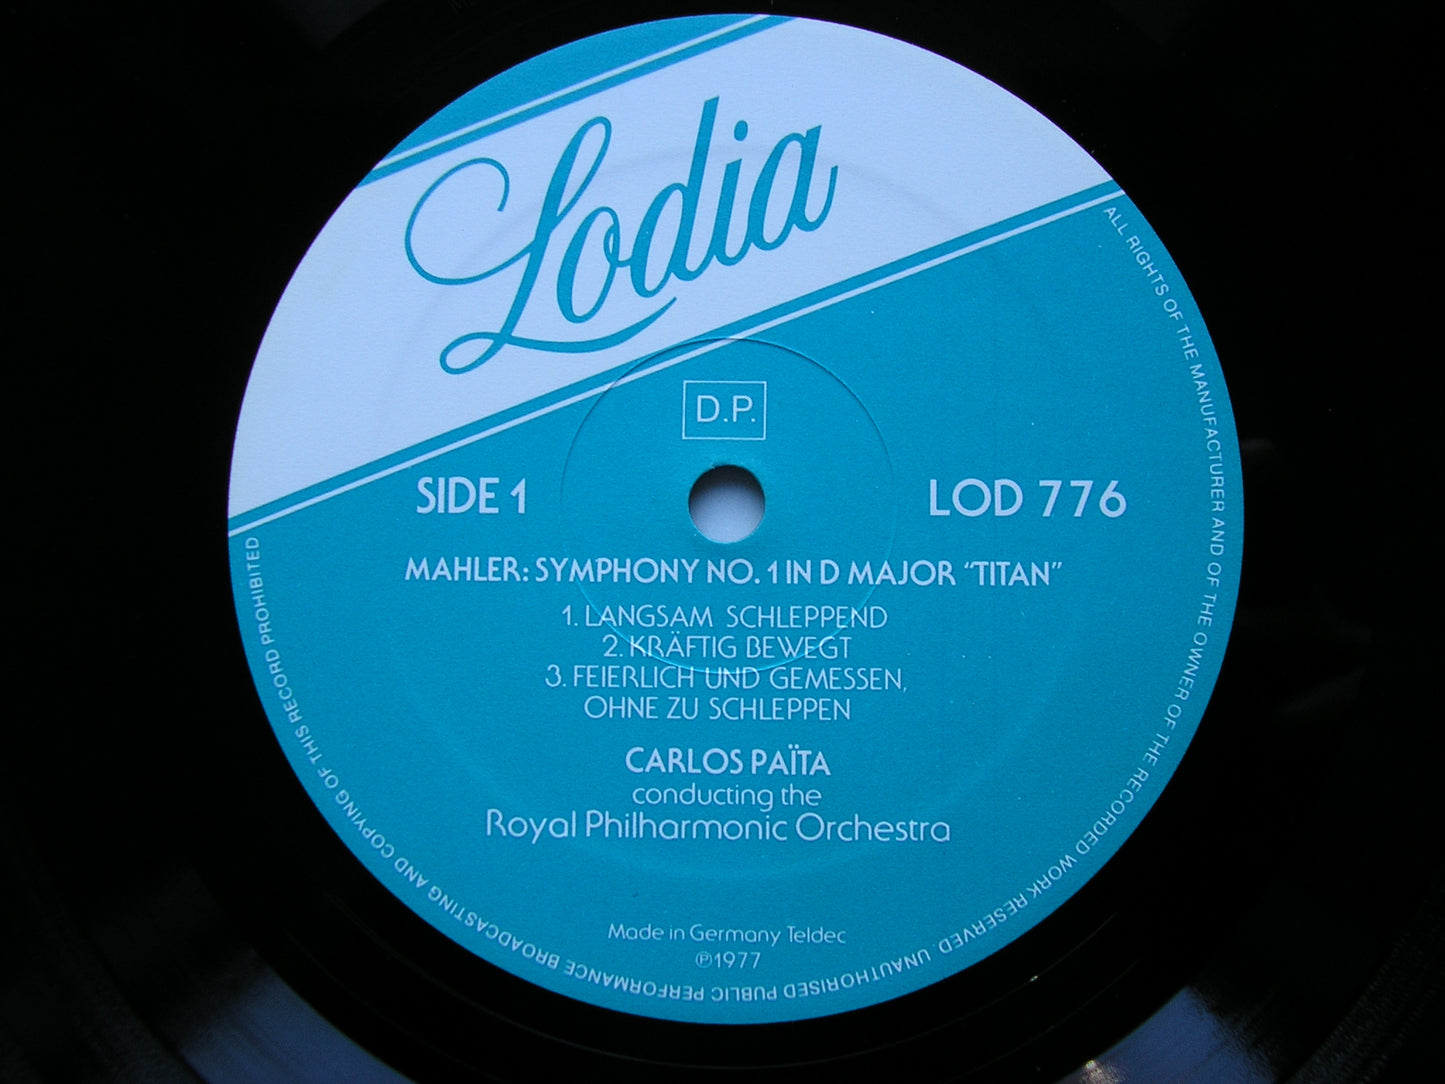 Lodia
D.P.
SIDE 1
LOD 776
MAHLER: SYMPHONY NO. 1 IN D MAJOR “TITAN”
1. LANGSAM SCHLEPPEND
2. KRÄFTIG BEWEGT
3. FEIERLICH UND GEMESSEN,
OHNE ZU SCHLEPPEN
CARLOS PAÏTA
conducting the
Royal Philharmonic Orchestra
Made in Germany Teldec
℗1977
ALL RIGHTS OF THE MANUFACTURER AND OF THE OWNER OF THE RECORDED WORK RESERVED. UNAUTHORISED PUBLIC PERFORMANCE BROADCASTING AND COPYING OF THIS RECORD PROHIBITED